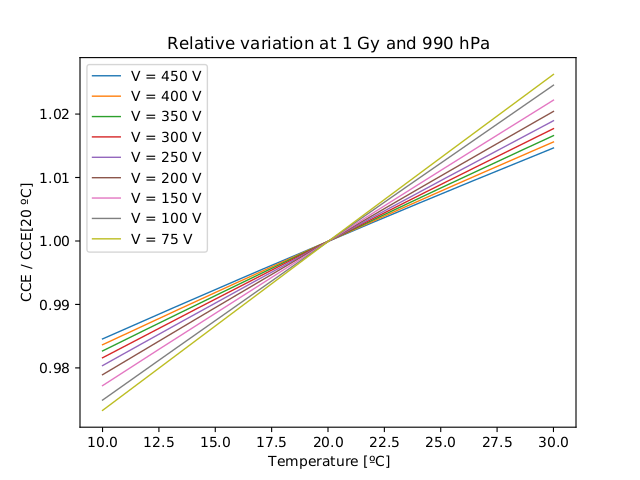 Relative variation at 1 Gy and 990 hPa
V = 450 V
V = 400 V
V = 350 V
V = 300 V
V = 250 V
V = 200 V
V = 150 V
V = 100 V
V = 75 V
CCE / CCE[20 ºC]
1.02
1.01
1.00
0.99
0.98
10.0 12.5 15.0 17.5 20.0 22.5 25.0 27.5 30.0
Temperature [ºC]